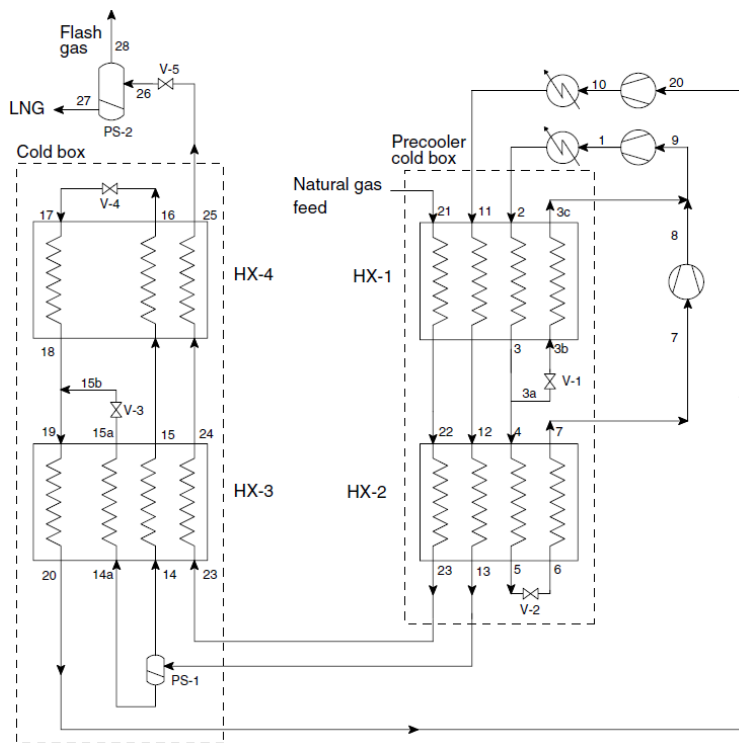 Flash
gas
28
V-5
26
27
LNG
PS-2
10
20
1
9
Cold box
Precooler
cold box
V-4
Natural gas
feed
17
16
25
21
11
2
3c
8
HX-4
HX-1
18
3
3b
7
15b
V-3
3a
V-1
19
15a
15
24
22
12
4
7
HX-3
HX-2
20
14a
14
23
23
13
5
6
V-2
PS-1